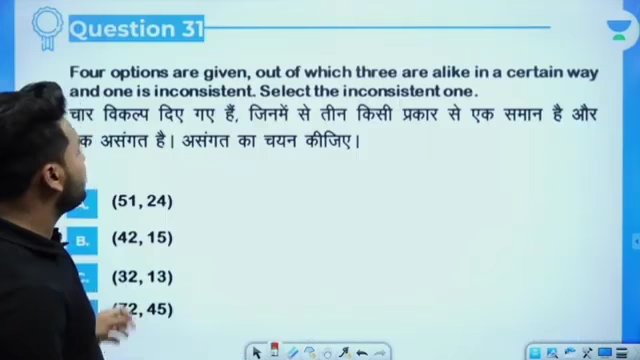 Question 31
Four options are given, out of which three are alike in a certain way
and one is inconsistent. Select the inconsistent one.
चार विकल्प दिए गए हैं, जिनमें से तीन किसी प्रकार से एक समान है और
असंगत है। असंगत का चयन कीजिए।
(51, 24)
B. (42, 15)
C. (32, 13)
(72, 45)